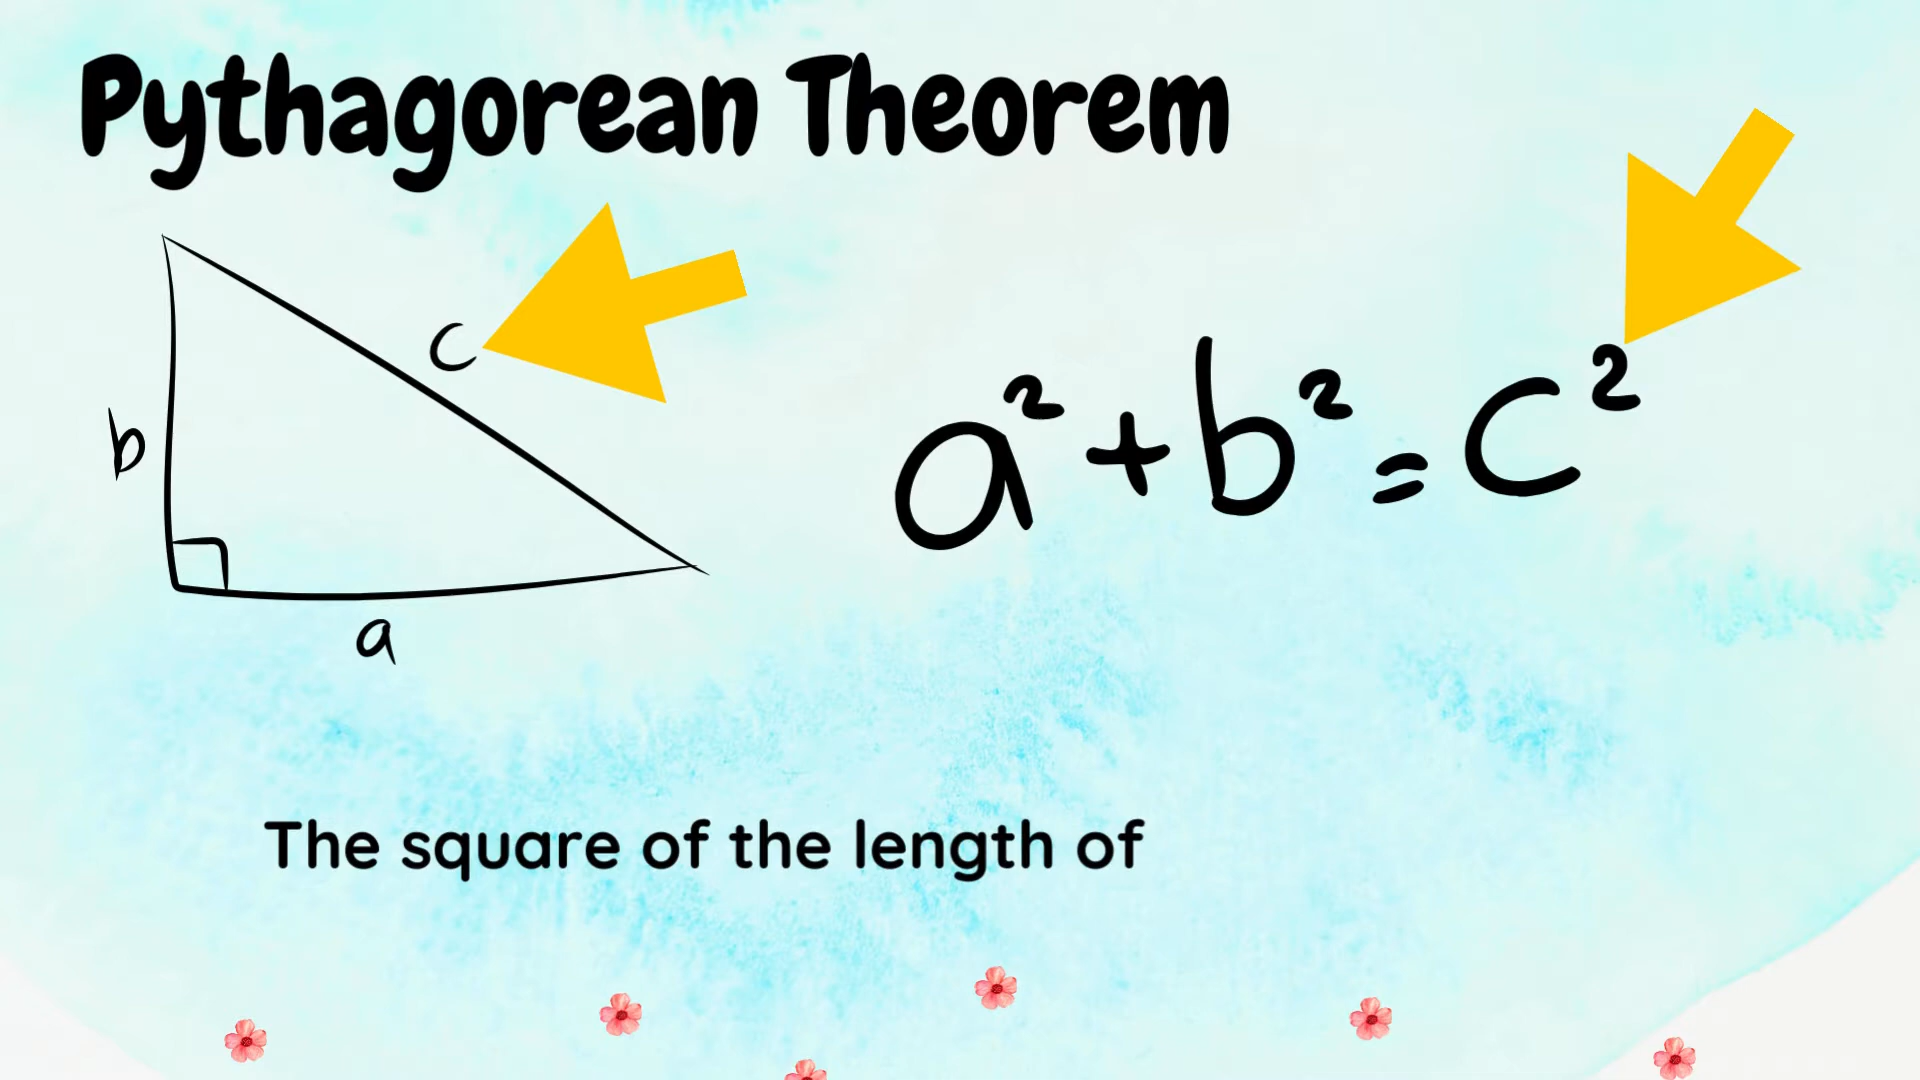 Pythagorean Theorem
c
b
a
a²+b²=c²
The square of the length of